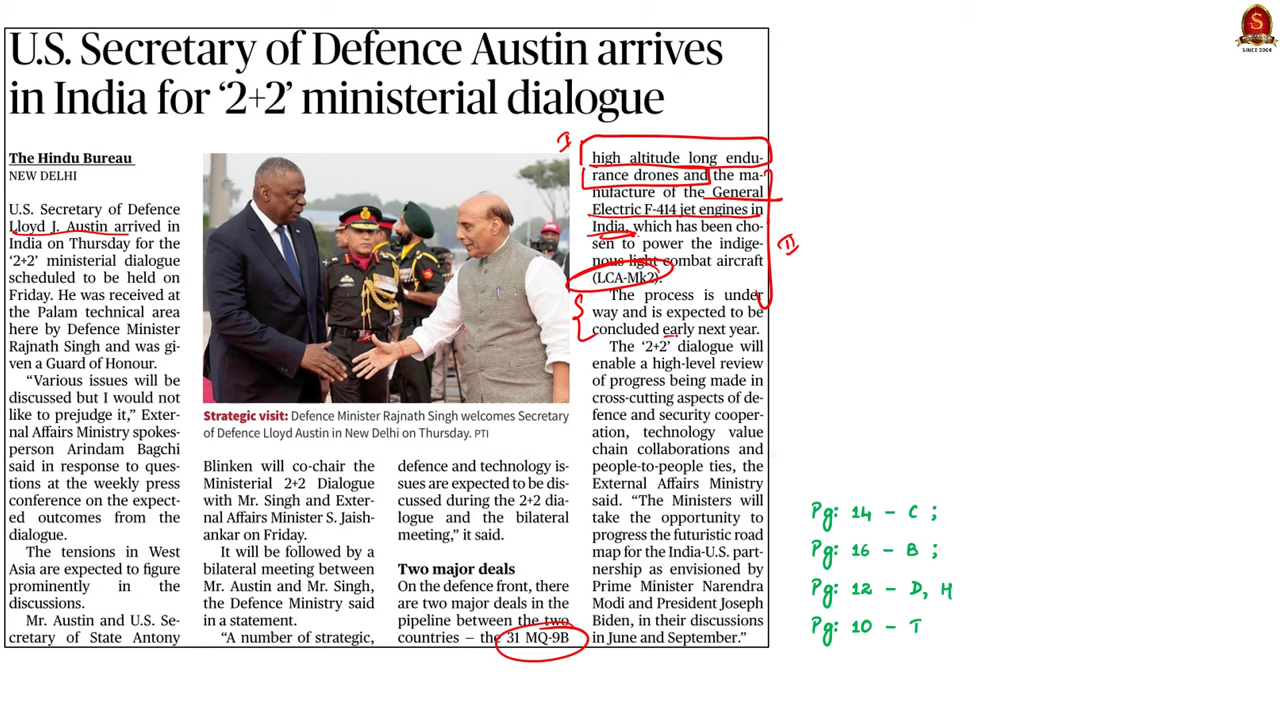 U.S. Secretary of Defence Austin arrives
in India for ‘2+2’ ministerial dialogue
The Hindu Bureau
NEW DELHI
U.S. Secretary of Defence
Lloyd J. Austin arrived in
India on Thursday for the
‘2+2’ ministerial dialogue
scheduled to be held on
Friday. He was received at
the Palam technical area
here by Defence Minister
Rajnath Singh and was gi-
ven a Guard of Honour.
“Various issues will be
discussed but I would not
like to prejudge it,” Exter-
nal Affairs Ministry spokes-
person Arindam Bagchi
said in response to ques-
tions at the weekly press
conference on the expect-
ed outcomes from the
dialogue.
The tensions in West
Asia are expected to figure
prominently in the
discussions.
Mr. Austin and U.S. Se-
cretary of State Antony
Strategic visit: Defence Minister Rajnath Singh welcomes Secretary
of Defence Lloyd Austin in New Delhi on Thursday. PTI
Blinken will co-chair the
Ministerial 2+2 Dialogue
with Mr. Singh and Exter-
nal Affairs Minister S. Jaish-
ankar on Friday.
It will be followed by a
bilateral meeting between
Mr. Austin and Mr. Singh,
the Defence Ministry said
in a statement.
“A number of strategic,
defence and technology is-
sues are expected to be dis-
cussed during the 2+2 dia-
logue and the bilateral
meeting,” it said.
Two major deals
On the defence front, there
are two major deals in the
pipeline between the two
countries – the 31 MQ-9B
I
high altitude long endu-
rance drones and the ma-
nufacture of the General
Electric F-414 jet engines in
India, which has been cho-
sen to power the indige-
nous light combat aircraft
(LCA-Mk2).
II
The process is under
way and is expected to be
concluded early next year.
The ‘2+2’ dialogue will
enable a high-level review
of progress being made in
cross-cutting aspects of de-
fence and security cooper-
ation, technology value
chain collaborations and
people-to-people ties, the
External Affairs Ministry
said. “The Ministers will
take the opportunity to
progress the futuristic road
map for the India-U.S. part-
nership as envisioned by
Prime Minister Narendra
Modi and President Joseph
Biden, in their discussions
in June and September.”
Pg: 14 - C ;
Pg: 16 - B ;
Pg: 12 - D, H
Pg: 10 - T
S
SINCE 2004